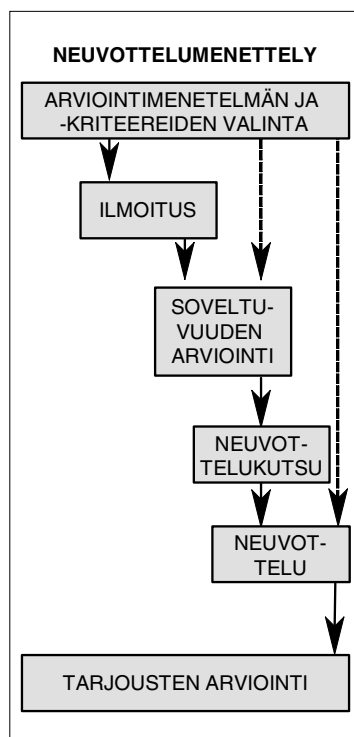 NEUVOTTELUMENETTELY
ARVIOINTIMENETELMÄN JA
-KRITEEREIDEN VALINTA
ILMOITUS
SOVELTU-
VUUDEN
ARVIOINTI
NEUVOT-
TELUKUTSU
NEUVOT-
TELU
TARJOUSTEN ARVIOINTI